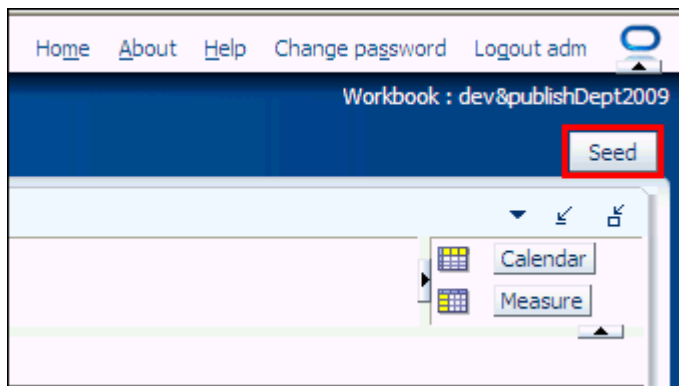 Home About Help Change password Logout adm
Workbook : dev&publishDept2009
Seed
Calendar
Measure